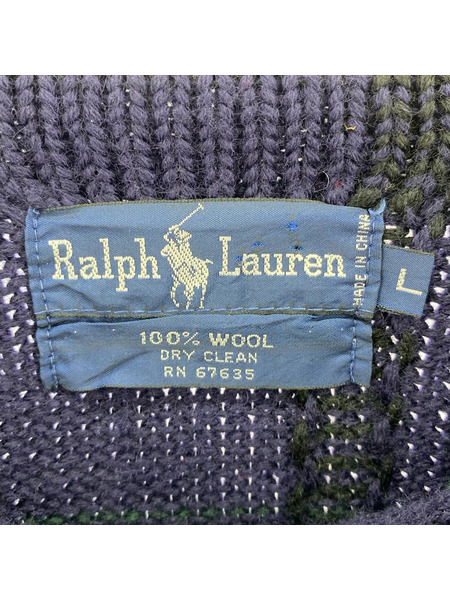 Ralph Lauren
MADE IN CHINA
L
100% WOOL
DRY CLEAN
RN 67635